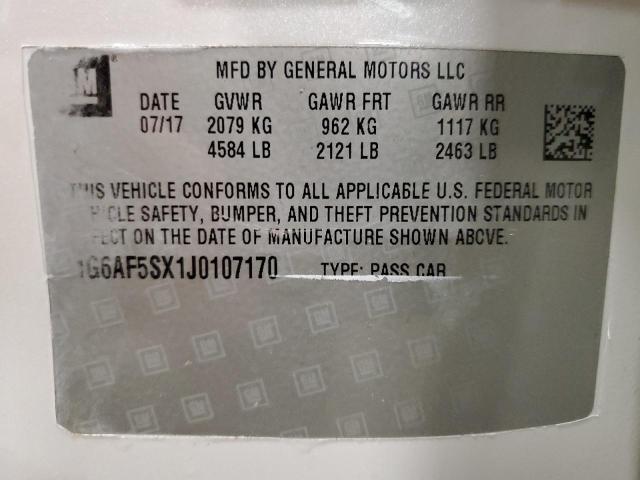 GM
MFD BY GENERAL MOTORS LLC
DATE GVWR GAWR FRT GAWR RR
07/17 2079 KG 962 KG 1117 KG
4584 LB 2121 LB 2463 LB
THIS VEHICLE CONFORMS TO ALL APPLICABLE U.S. FEDERAL MOTOR
SAFETY, BUMPER, AND THEFT PREVENTION STANDARDS IN
ON THE DATE OF MANUFACTURE SHOWN ABOVE.
1G6AF5SX1J0107170 TYPE: PASS CAR